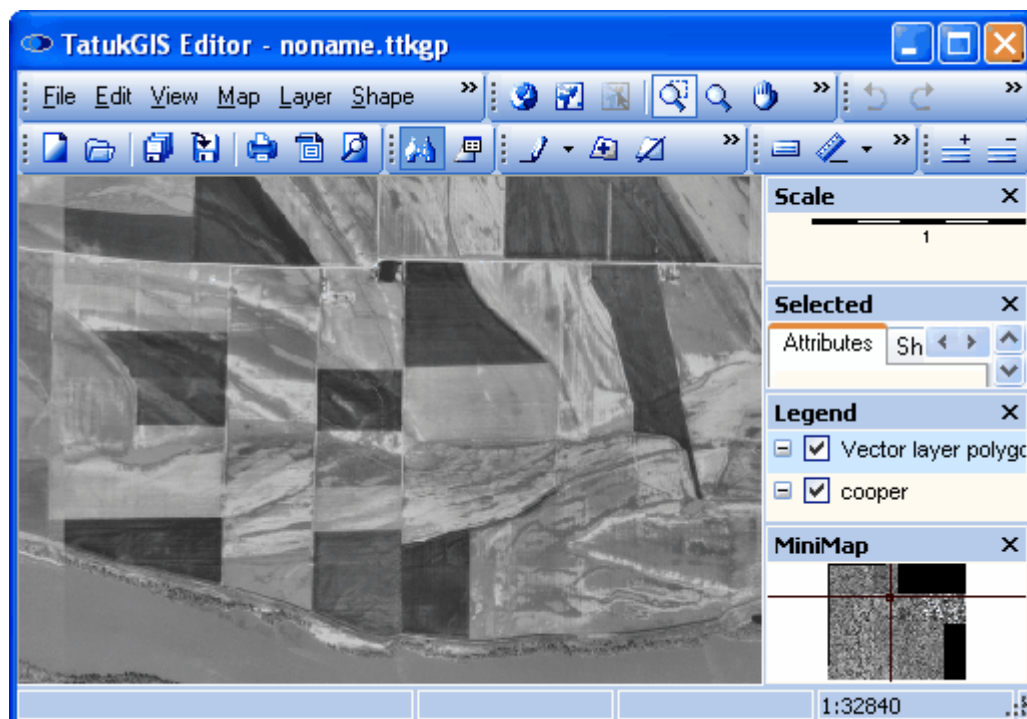 TatukGIS Editor - noname.ttkgp
File Edit View Map Layer Shape
Scale
1
Selected
Attributes Sh
Legend
Vector layer polygo
cooper
MiniMap
1:32840